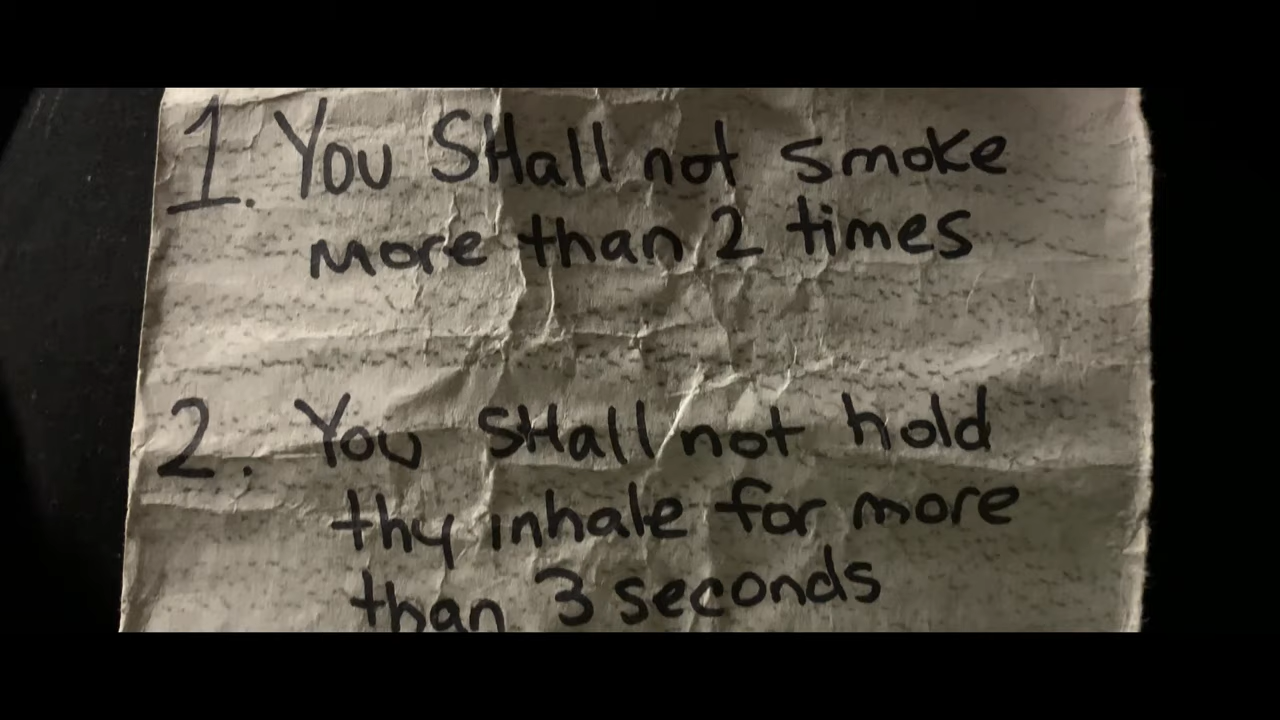 1. You SHall not smoke
more than 2 times
2. You SHall not hold
thy inhale for more
than 3 seconds